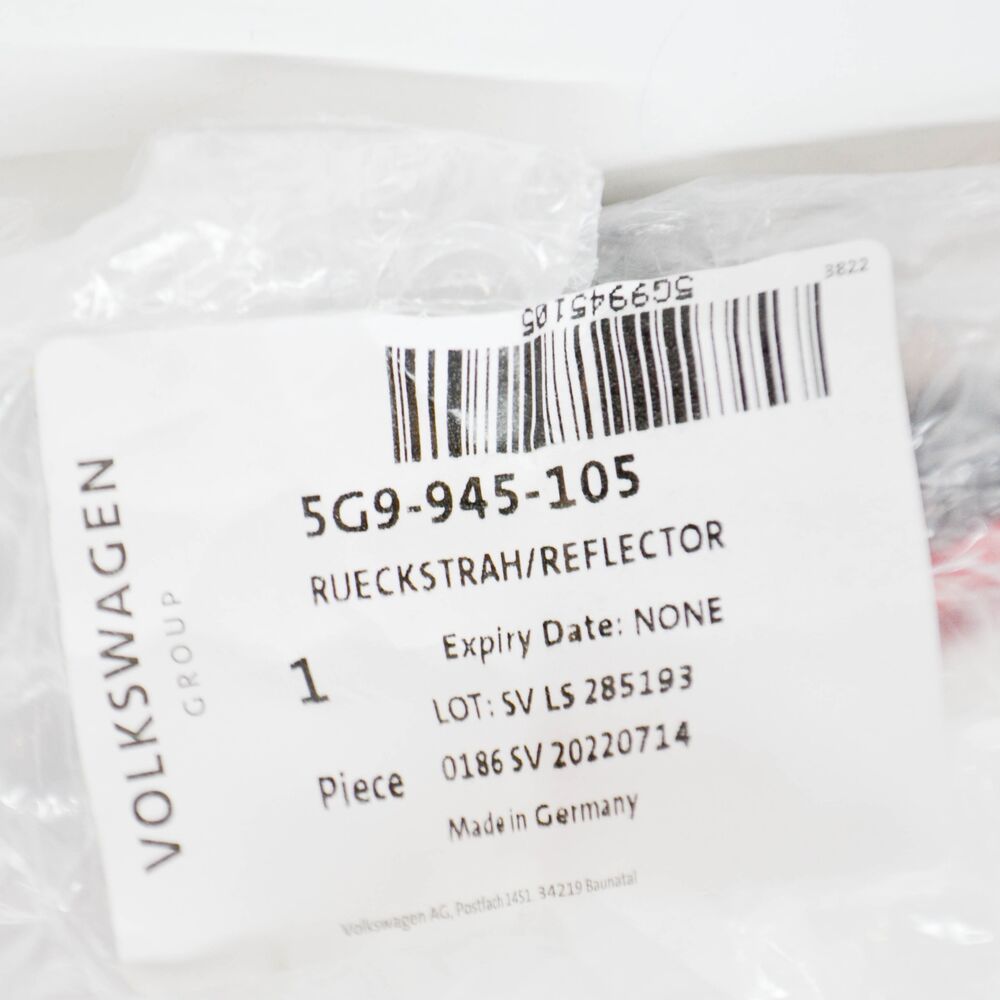 3822
5G9945105
5G9-945-105
RUECKSTRAH/REFLECTOR
Expiry Date: NONE
1
LOT: SV LS 285193
0186 SV 20220714
Piece
Made in Germany
Volkswagen AG, Postfach 1451 34219 Baunatal
VOLKSWAGEN
GROUP